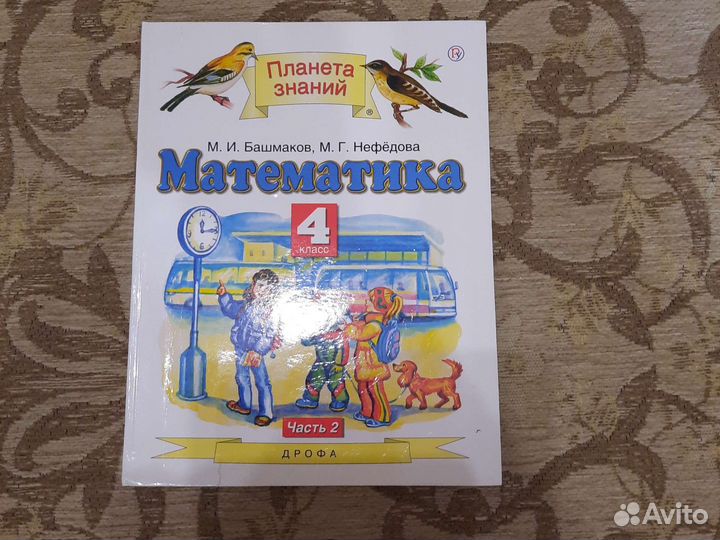 Планета
знаний
®
М. И. Башмаков, М. Г. Нефёдова
Математика
4
класс
Часть 2
ДРОФА
Avito